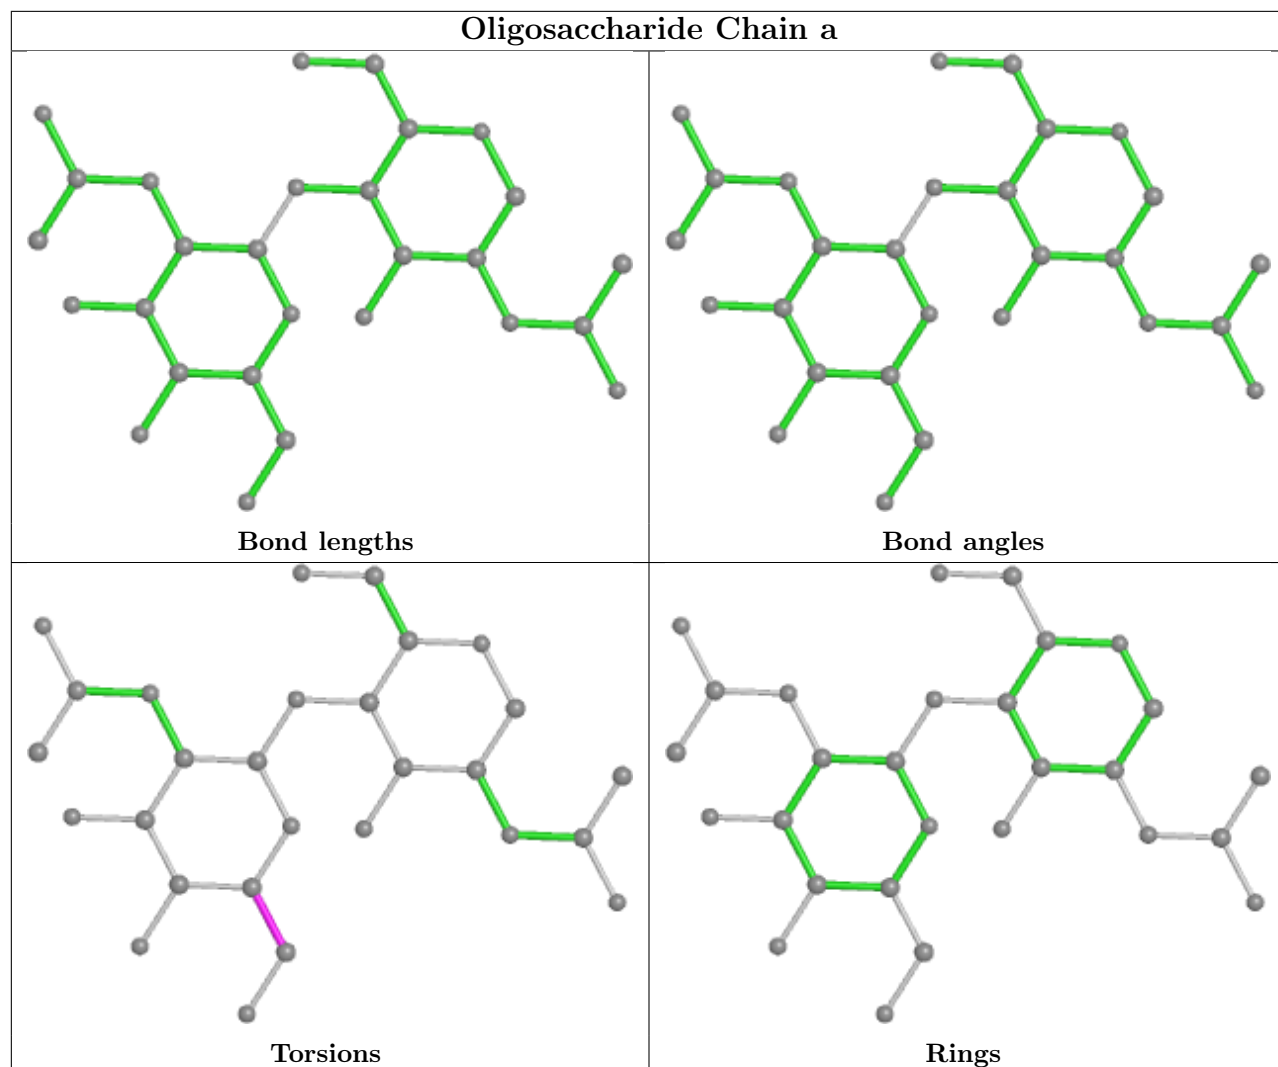 Oligosaccharide Chain a
Bond lengths
Bond angles
Torsions
Rings